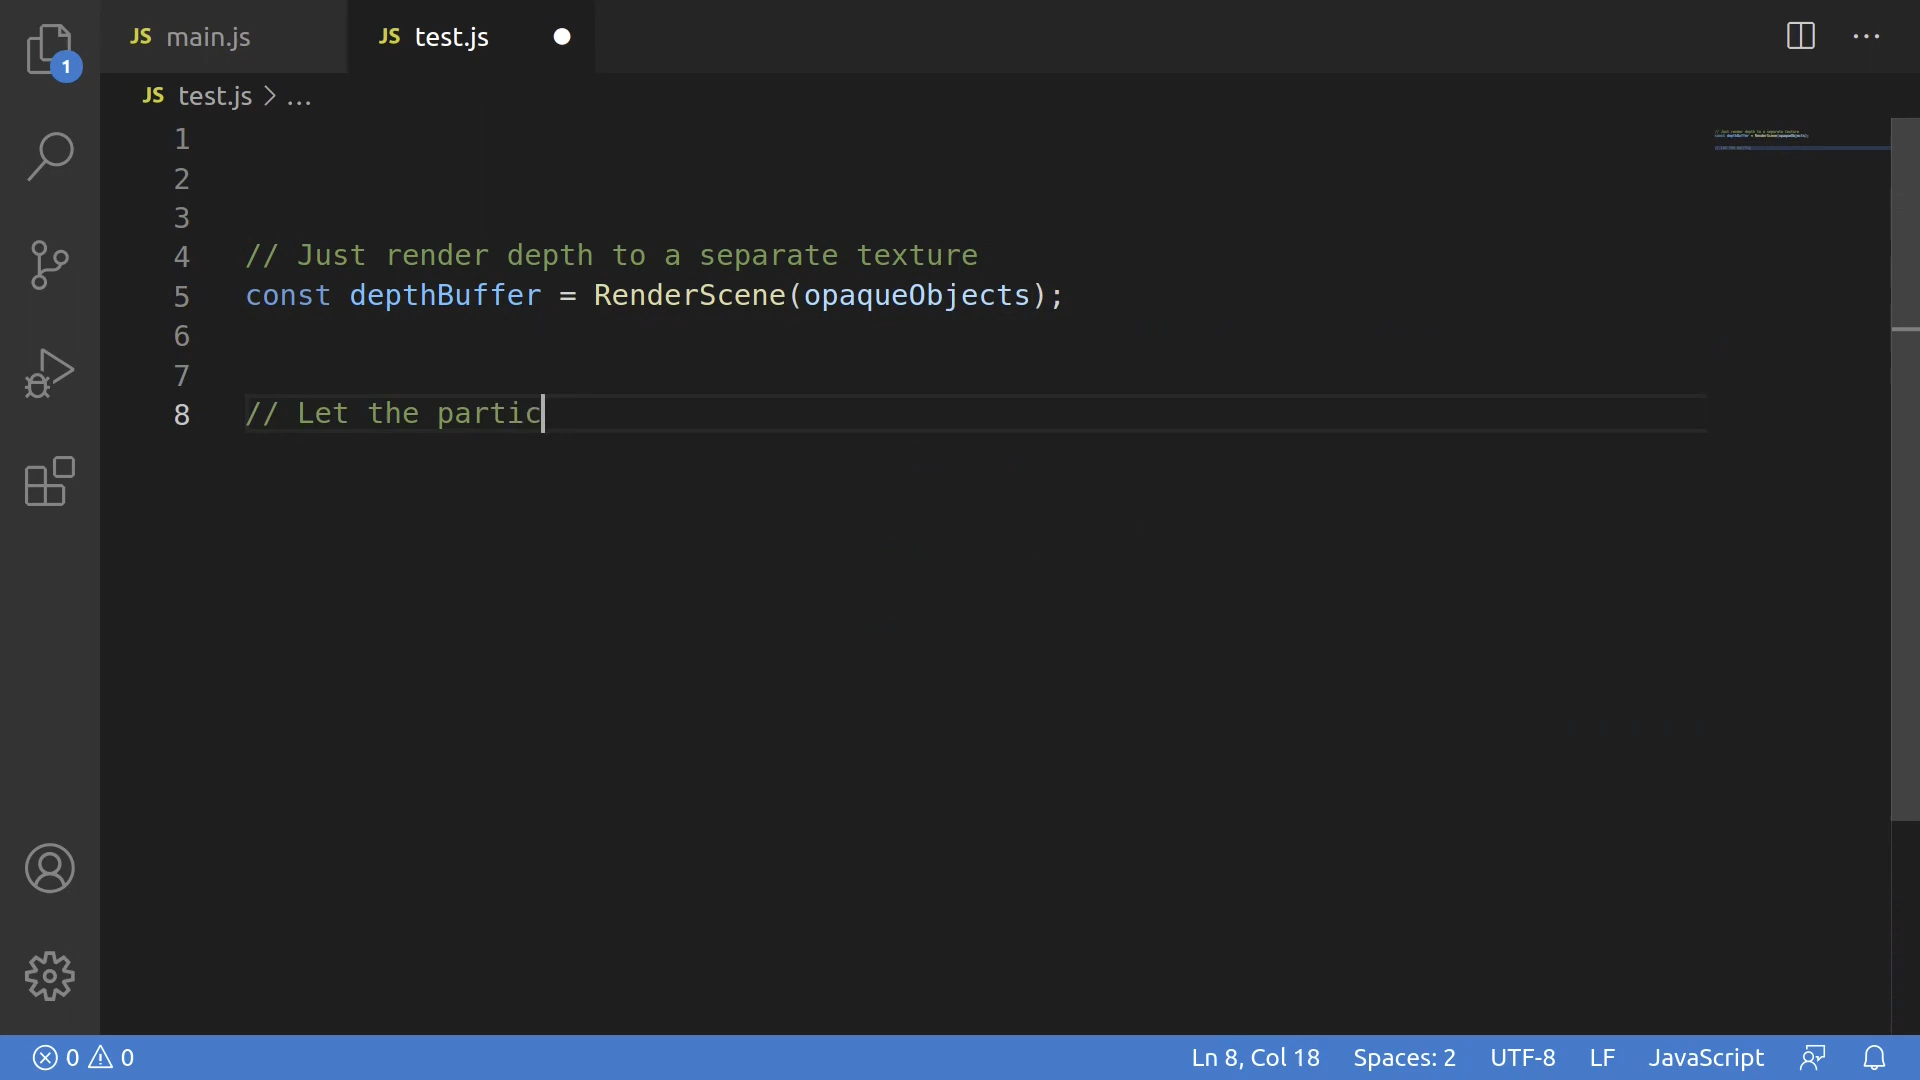 JS main.js
JS test.js
JS test.js > ...
1
2
3
4 // Just render depth to a separate texture
5 const depthBuffer = RenderScene(opaqueObjects);
6
7
8 // Let the partic
1
0 0 Ln 8, Col 18 Spaces: 2 UTF-8 LF JavaScript